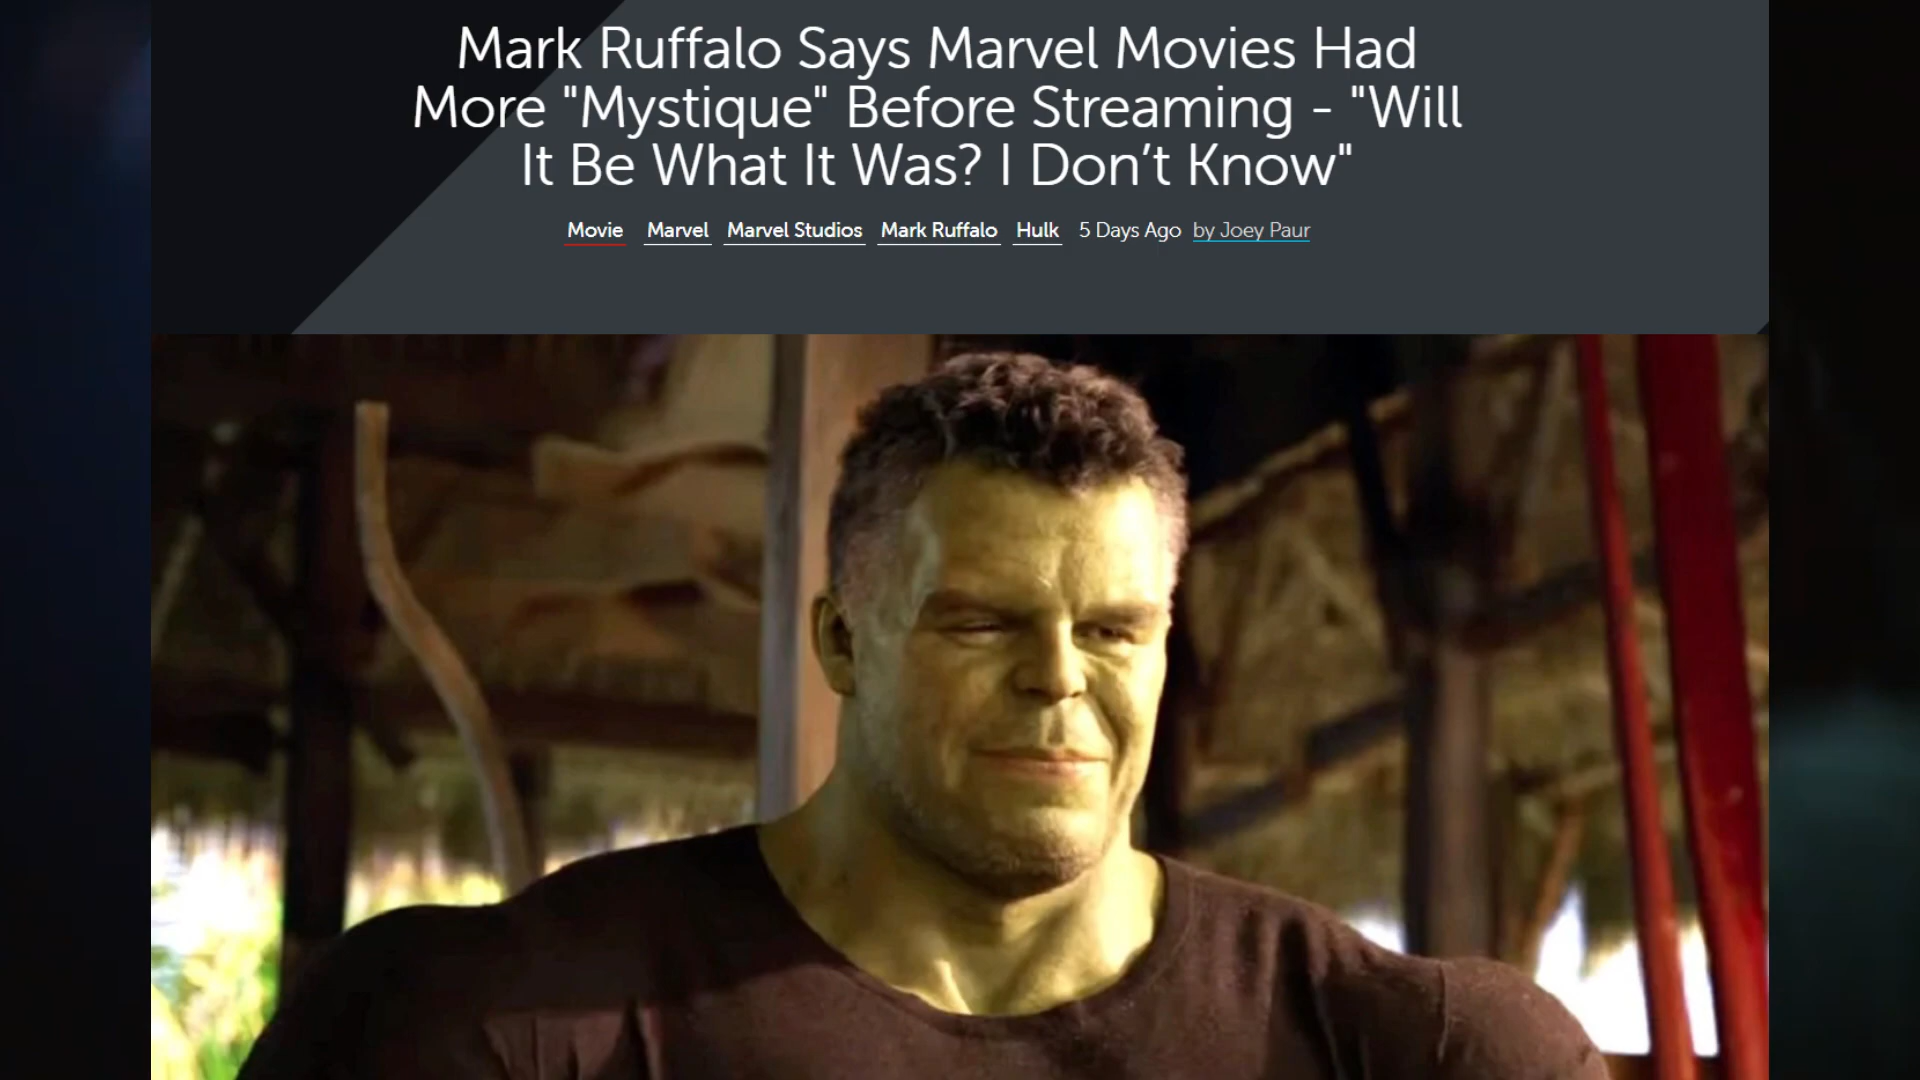 Mark Ruffalo Says Marvel Movies Had
More "Mystique" Before Streaming - "Will
It Be What It Was? I Don’t Know"
Movie Marvel Marvel Studios Mark Ruffalo Hulk 5 Days Ago by Joey Paur